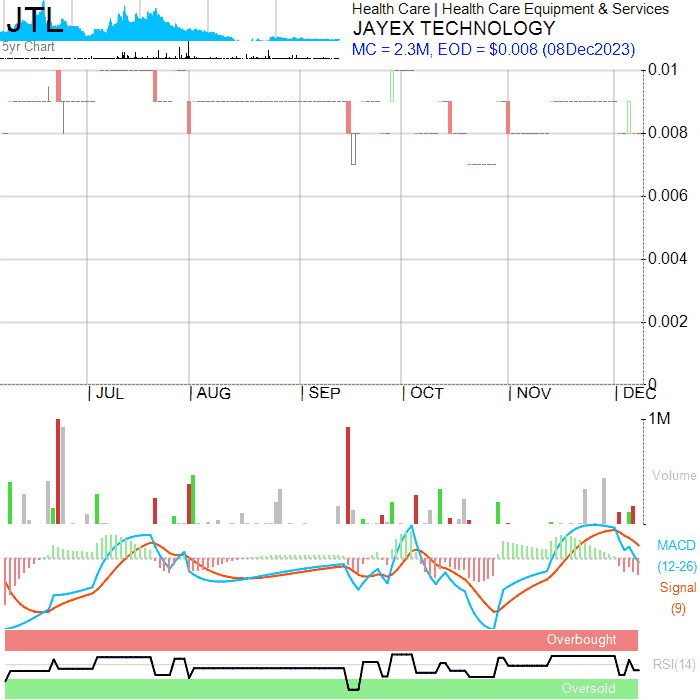 JTL
5yr Chart
Health Care | Health Care Equipment & Services
JAYEX TECHNOLOGY
MC = 2.3M, EOD = $0.008 (08Dec2023)
0.01
0.008
0.006
0.004
0.002
0
| JUL | AUG | SEP | OCT | NOV | DEC
1M
Volume
MACD
(12-26)
Signal
(9)
Overbought
RSI(14)
Oversold